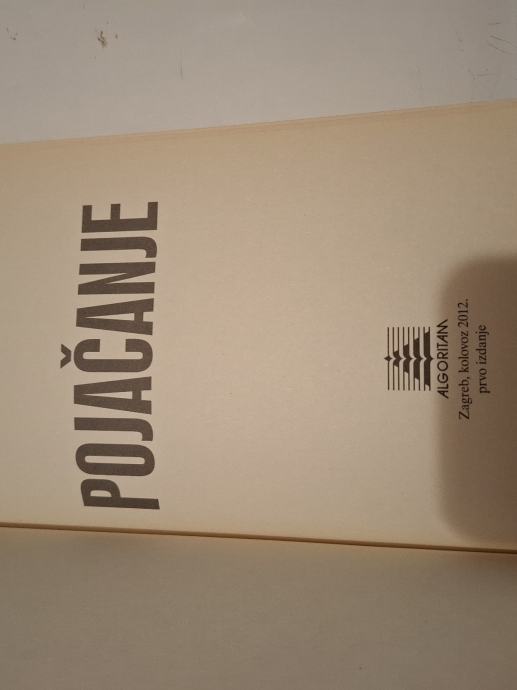 POJAČANJE
ALGORITAM
Zagreb, kolovoz 2012.
prvo izdanje